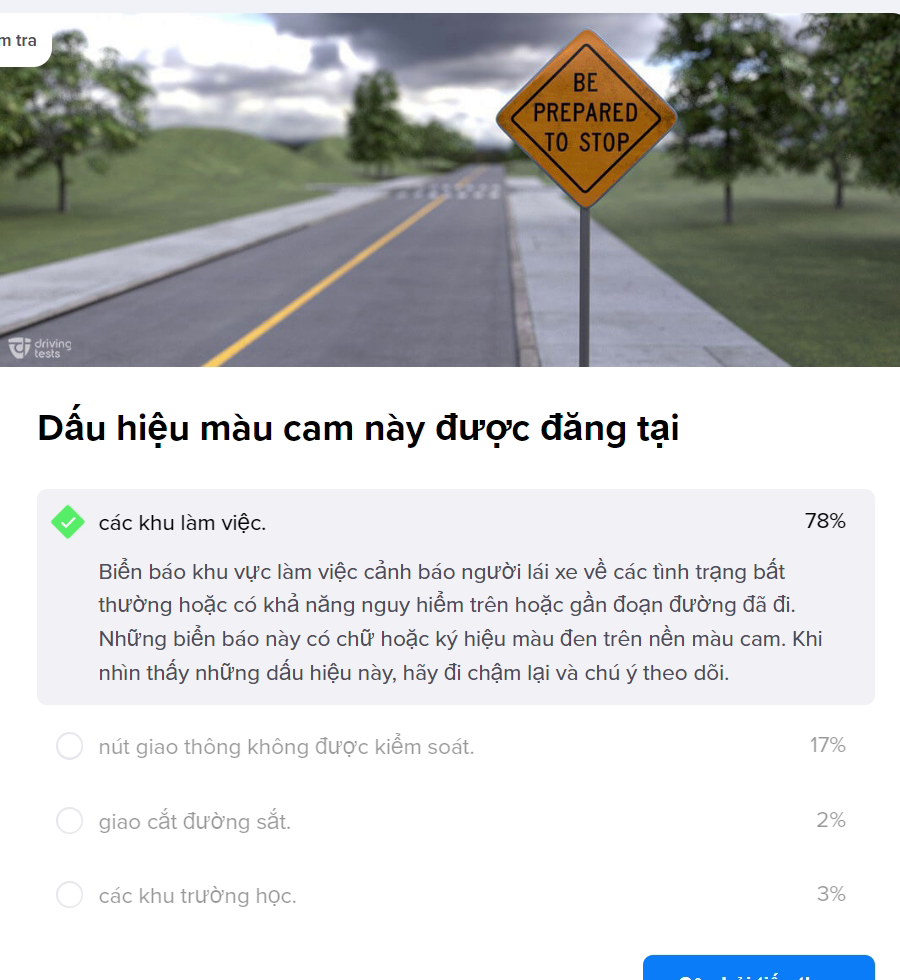 m tra
BE
PREPARED
TO STOP
driving
tests
Dấu hiệu màu cam này được đăng tại
các khu làm việc.
78%
Biển báo khu vực làm việc cảnh báo người lái xe về các tình trạng bất
thường hoặc có khả năng nguy hiểm trên hoặc gần đoạn đường đã đi.
Những biển báo này có chữ hoặc ký hiệu màu đen trên nền màu cam. Khi
nhìn thấy những dấu hiệu này, hãy đi chậm lại và chú ý theo dõi.
nút giao thông không được kiểm soát.
17%
giao cắt đường sắt.
2%
các khu trường học.
3%